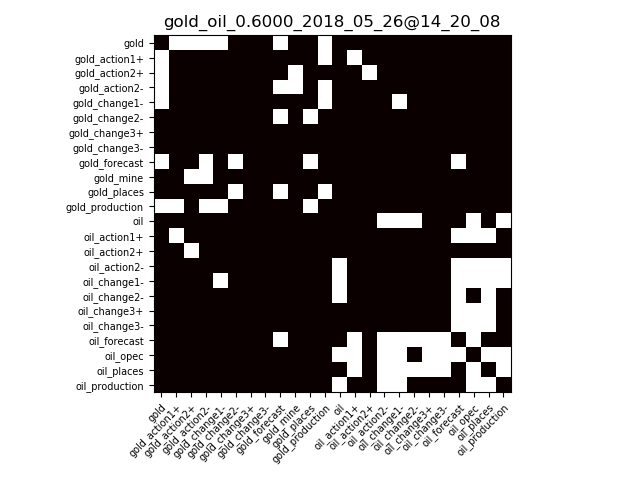 gold_oil_0.6000_2018_05_26@14_20_08
gold
gold_action1+
gold_action2+
gold_action2-
gold_change1-
gold_change2-
gold_change3+
gold_change3-
gold_forecast
gold_mine
gold_places
gold_production
oil
oil_action1+
oil_action2+
oil_action2-
oil_change1-
oil_change2-
oil_change3+
oil_change3-
oil_forecast
oil_opec
oil_places
oil_production
gold
gold_action1+
gold_action2+
gold_action2-
gold_change1-
gold_change2-
gold_change3+
gold_change3-
gold_forecast
gold_mine
gold_places
gold_production
oil
oil_action1+
oil_action2+
oil_action2-
oil_change1-
oil_change2-
oil_change3+
oil_change3-
oil_forecast
oil_opec
oil_places
oil_production